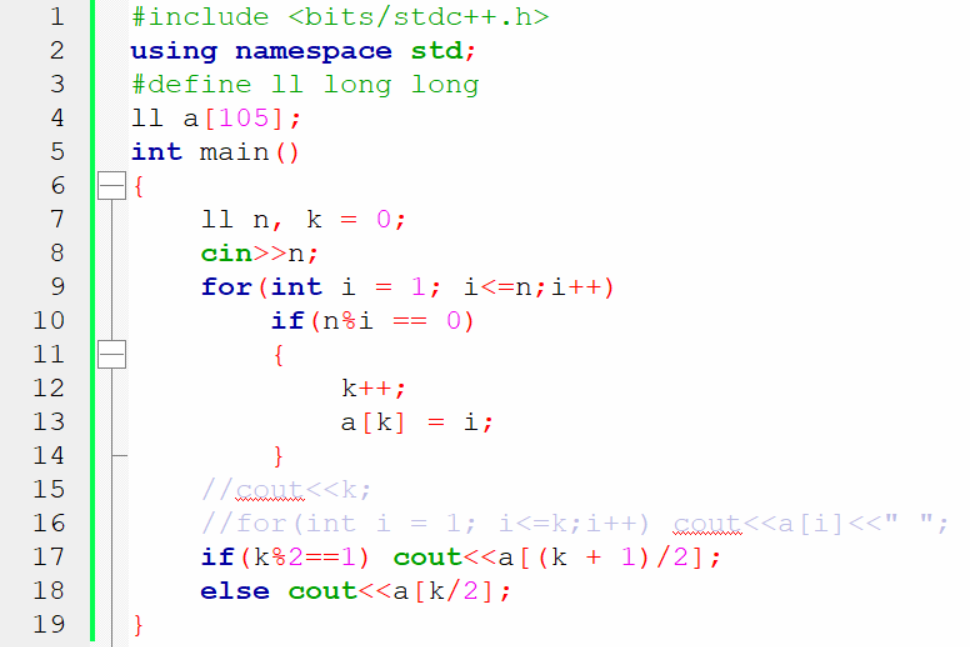 1 #include <bits/stdc++.h>
2 using namespace std;
3 #define ll long long
4 ll a[105];
5 int main()
6 {
7 ll n, k = 0;
8 cin>>n;
9 for(int i = 1; i<=n;i++)
10 if(n%i == 0)
11 {
12 k++;
13 a[k] = i;
14 }
15 //cout<<k;
16 //for(int i = 1; i<=k;i++) cout<<a[i]<<" ";
17 if(k%2==1) cout<<a[(k + 1)/2];
18 else cout<<a[k/2];
19 }